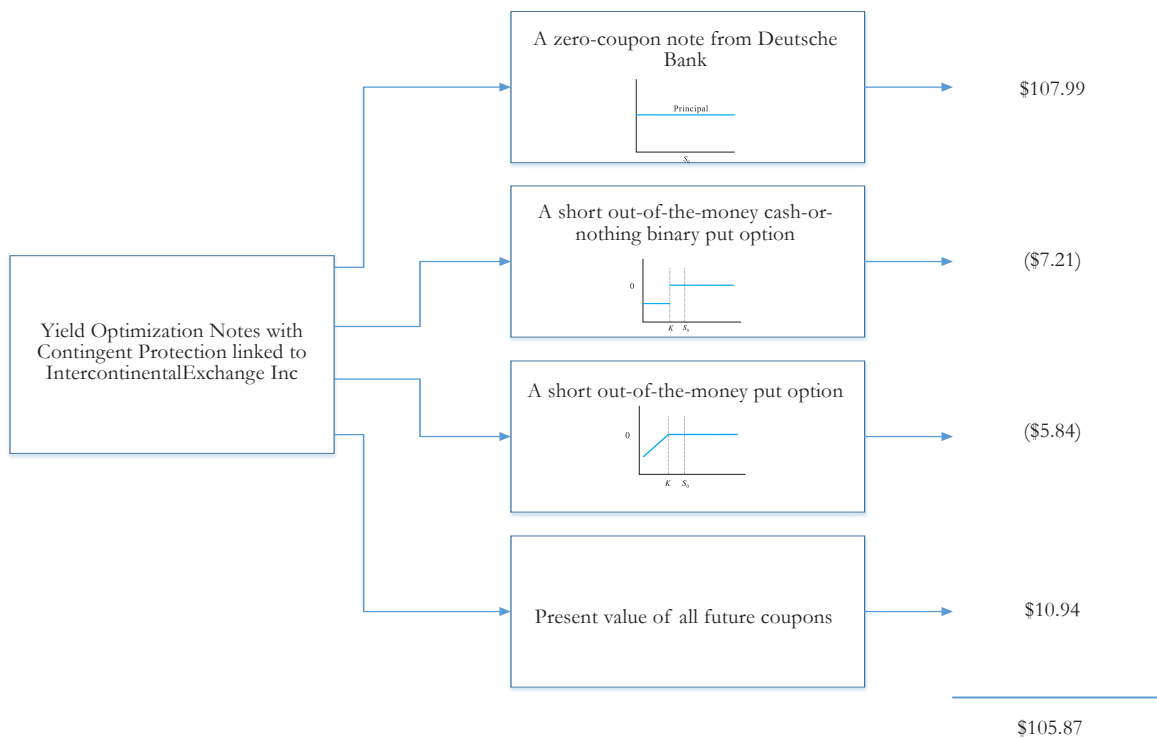 Yield Optimization Notes with
Contingent Protection linked to
IntercontinentalExchange Inc
A zero-coupon note from Deutsche
Bank
Principal
S₀
$107.99
A short out-of-the-money cash-or-
nothing binary put option
0
K S₀
($7.21)
A short out-of-the-money put option
0
K S₀
($5.84)
Present value of all future coupons
$10.94
$105.87